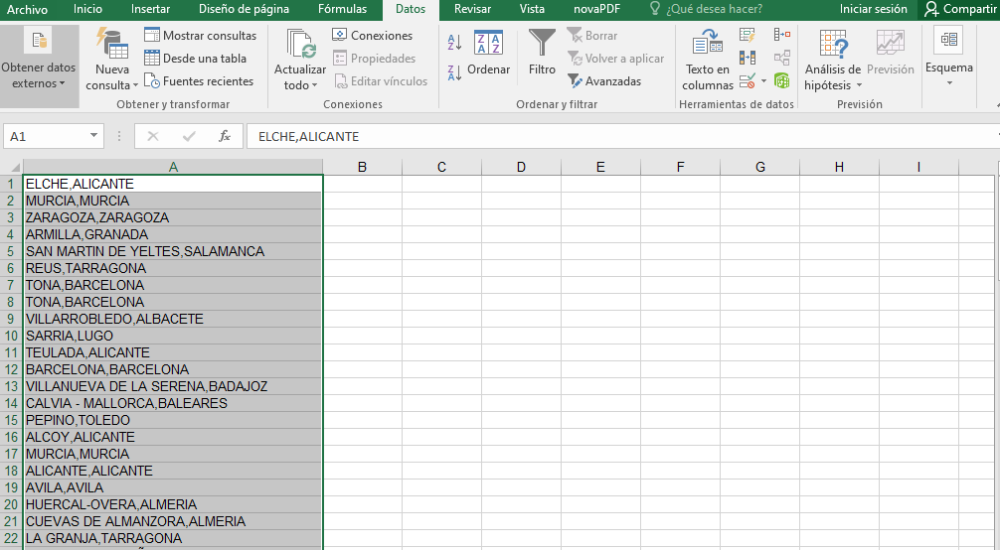 Archivo Inicio Insertar Diseño de página Fórmulas Datos Revisar Vista novaPDF ¿Qué desea hacer? Iniciar sesión Compartir
Obtener datos externos
Nueva consulta
Mostrar consultas
Desde una tabla
Fuentes recientes
Obtener y transformar
Actualizar todo
Conexiones
Propiedades
Editar vínculos
Conexiones
Ordenar
Filtro
Borrar
Volver a aplicar
Avanzadas
Ordenar y filtrar
Texto en columnas
Herramientas de datos
Análisis de hipótesis
Previsión
Previsión
Esquema
A1 fx ELCHE,ALICANTE
A B C D E F G H I
1 ELCHE,ALICANTE
2 MURCIA,MURCIA
3 ZARAGOZA,ZARAGOZA
4 ARMILLA,GRANADA
5 SAN MARTIN DE YELTES,SALAMANCA
6 REUS,TARRAGONA
7 TONA,BARCELONA
8 TONA,BARCELONA
9 VILLARROBLEDO,ALBACETE
10 SARRIA,LUGO
11 TEULADA,ALICANTE
12 BARCELONA,BARCELONA
13 VILLANUEVA DE LA SERENA,BADAJOZ
14 CALVIA - MALLORCA,BALEARES
15 PEPINO,TOLEDO
16 ALCOY,ALICANTE
17 MURCIA,MURCIA
18 ALICANTE,ALICANTE
19 AVILA,AVILA
20 HUERCAL-OVERA,ALMERIA
21 CUEVAS DE ALMANZORA,ALMERIA
22 LA GRANJA,TARRAGONA